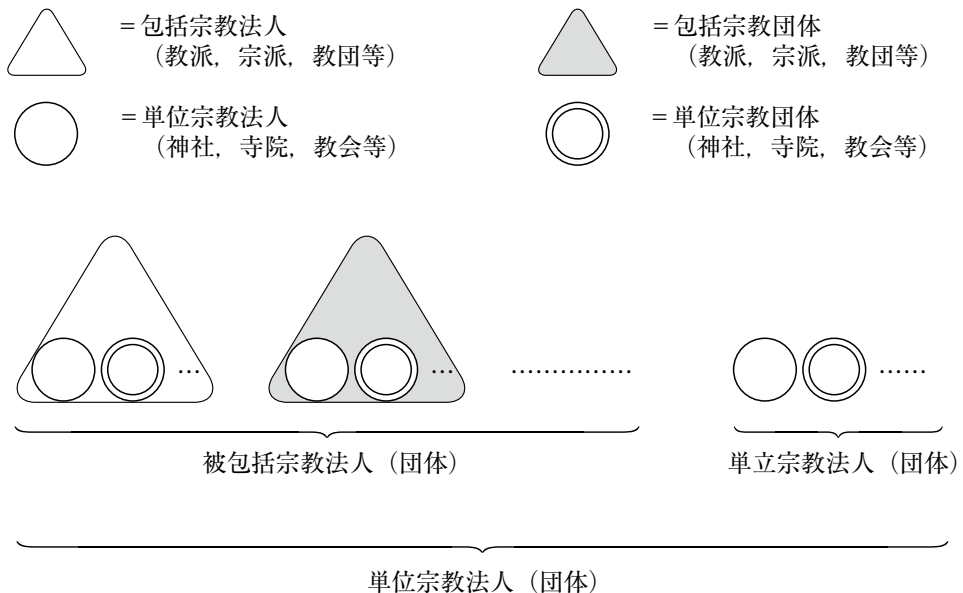 ＝包括宗教法人
（教派，宗派，教団等）
＝包括宗教団体
（教派，宗派，教団等）
＝単位宗教法人
（神社，寺院，教会等）
＝単位宗教団体
（神社，寺院，教会等）
…
…
……………
……
被包括宗教法人（団体）
単立宗教法人（団体）
単位宗教法人（団体）